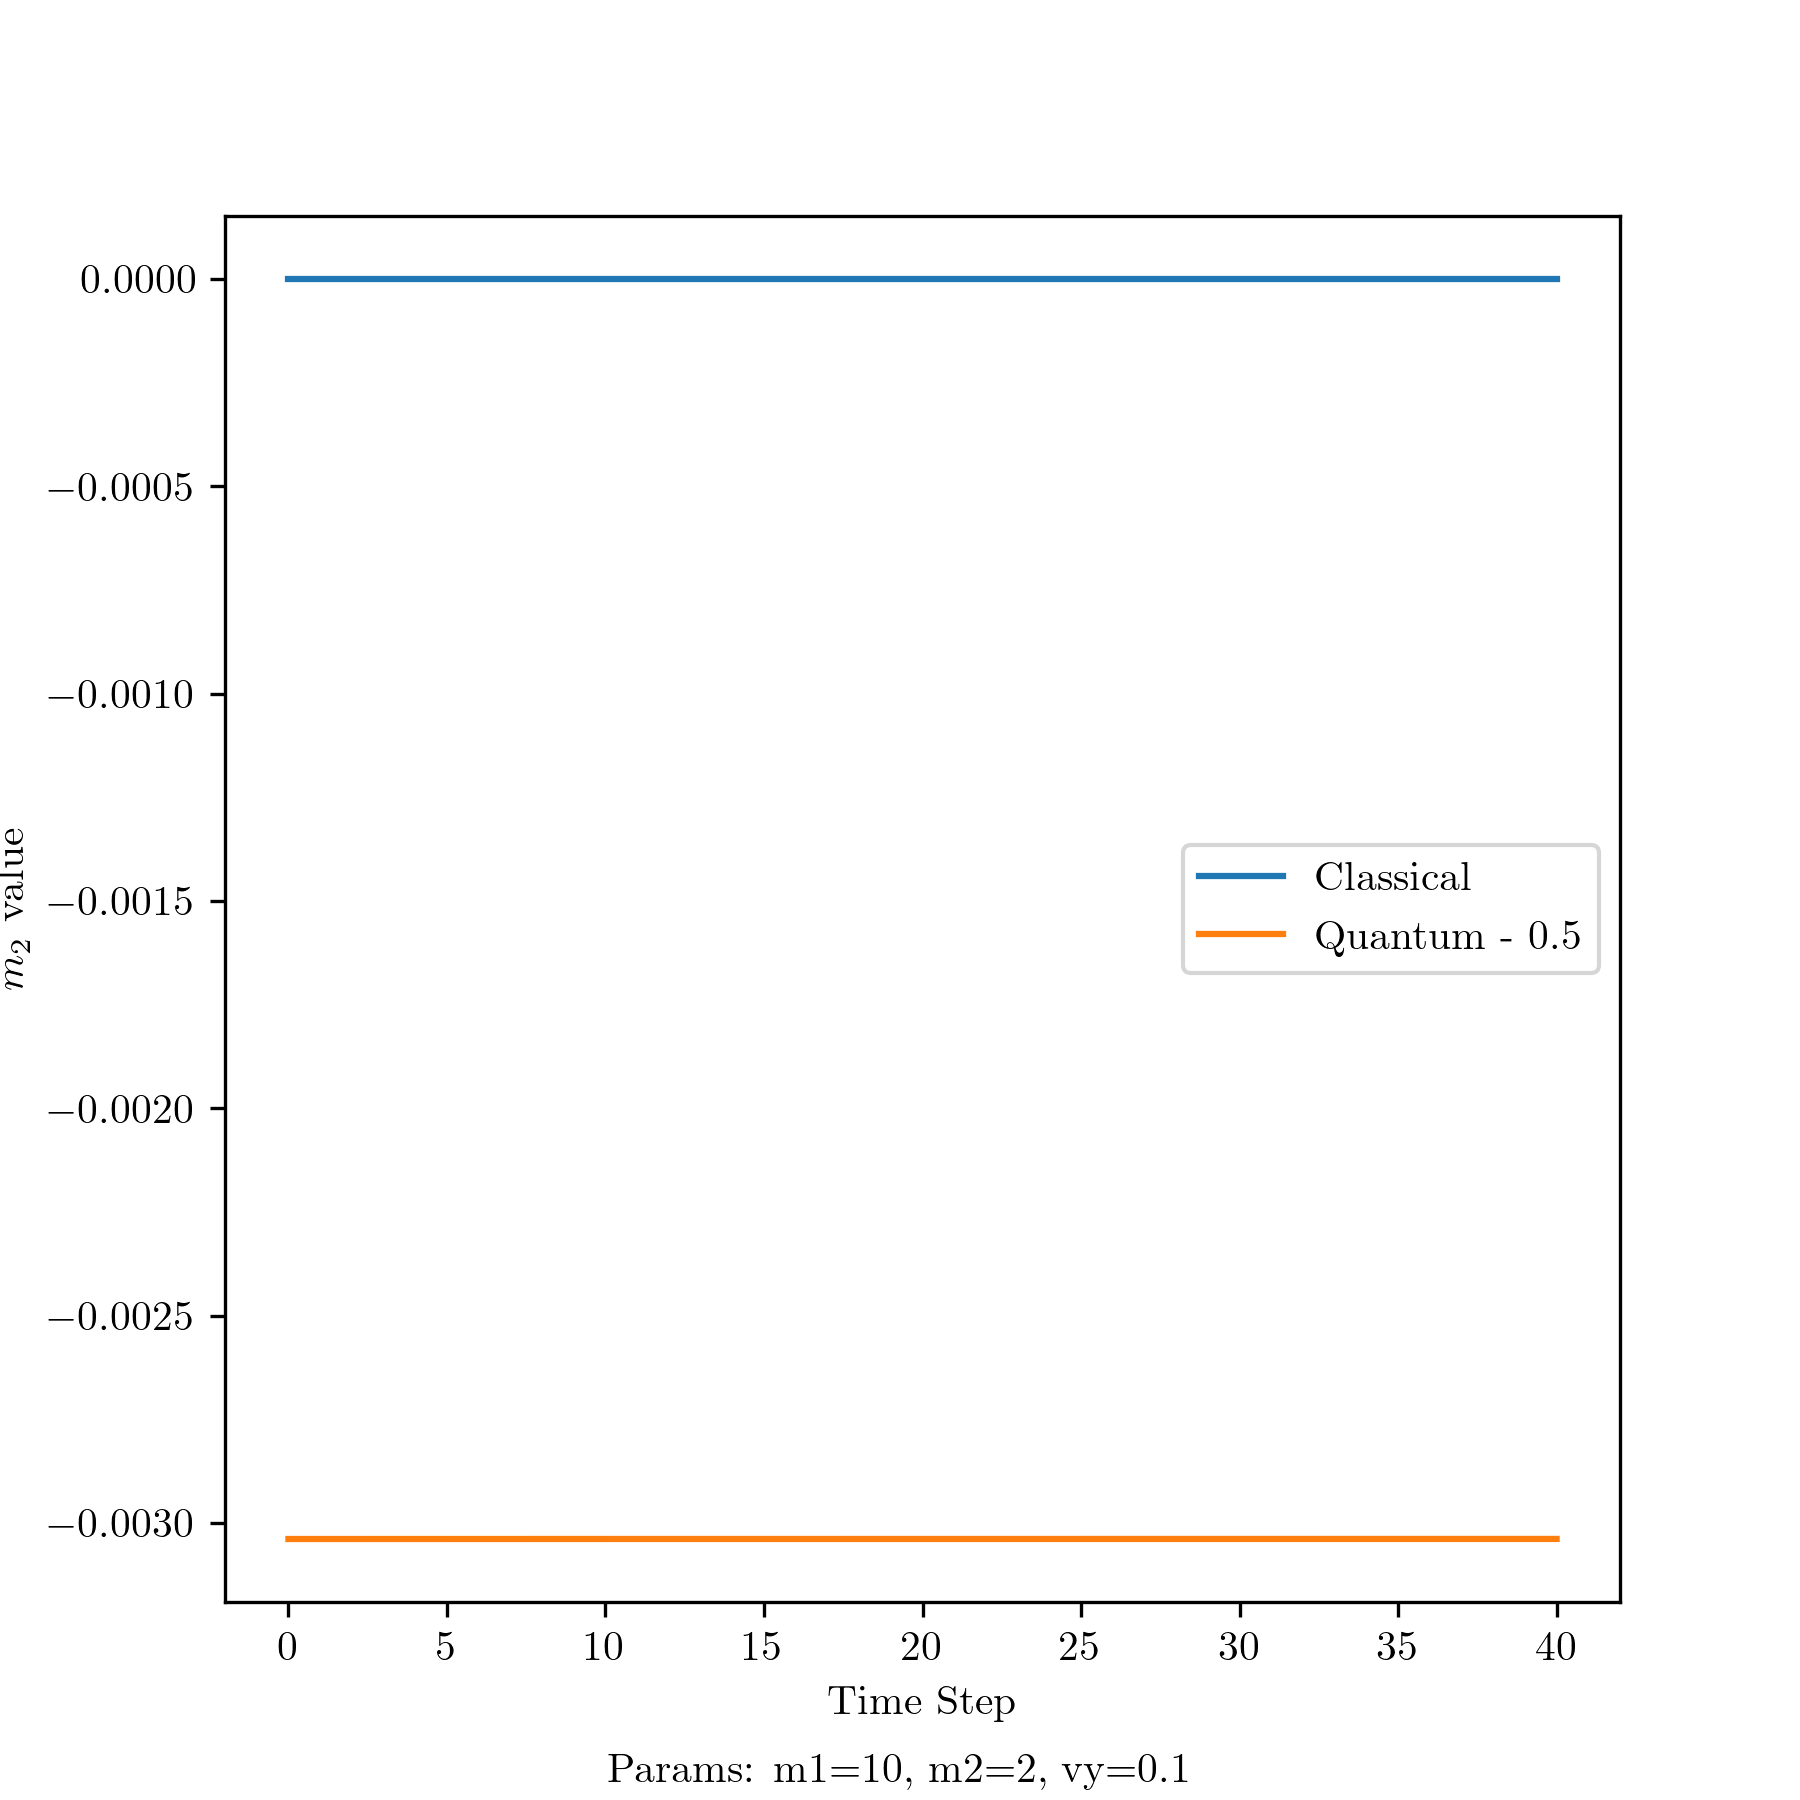 0.0000
−0.0005
−0.0010
−0.0015
−0.0020
−0.0025
−0.0030
m₂ value
Classical
Quantum - 0.5
0 5 10 15 20 25 30 35 40
Time Step
Params: m1=10, m2=2, vy=0.1